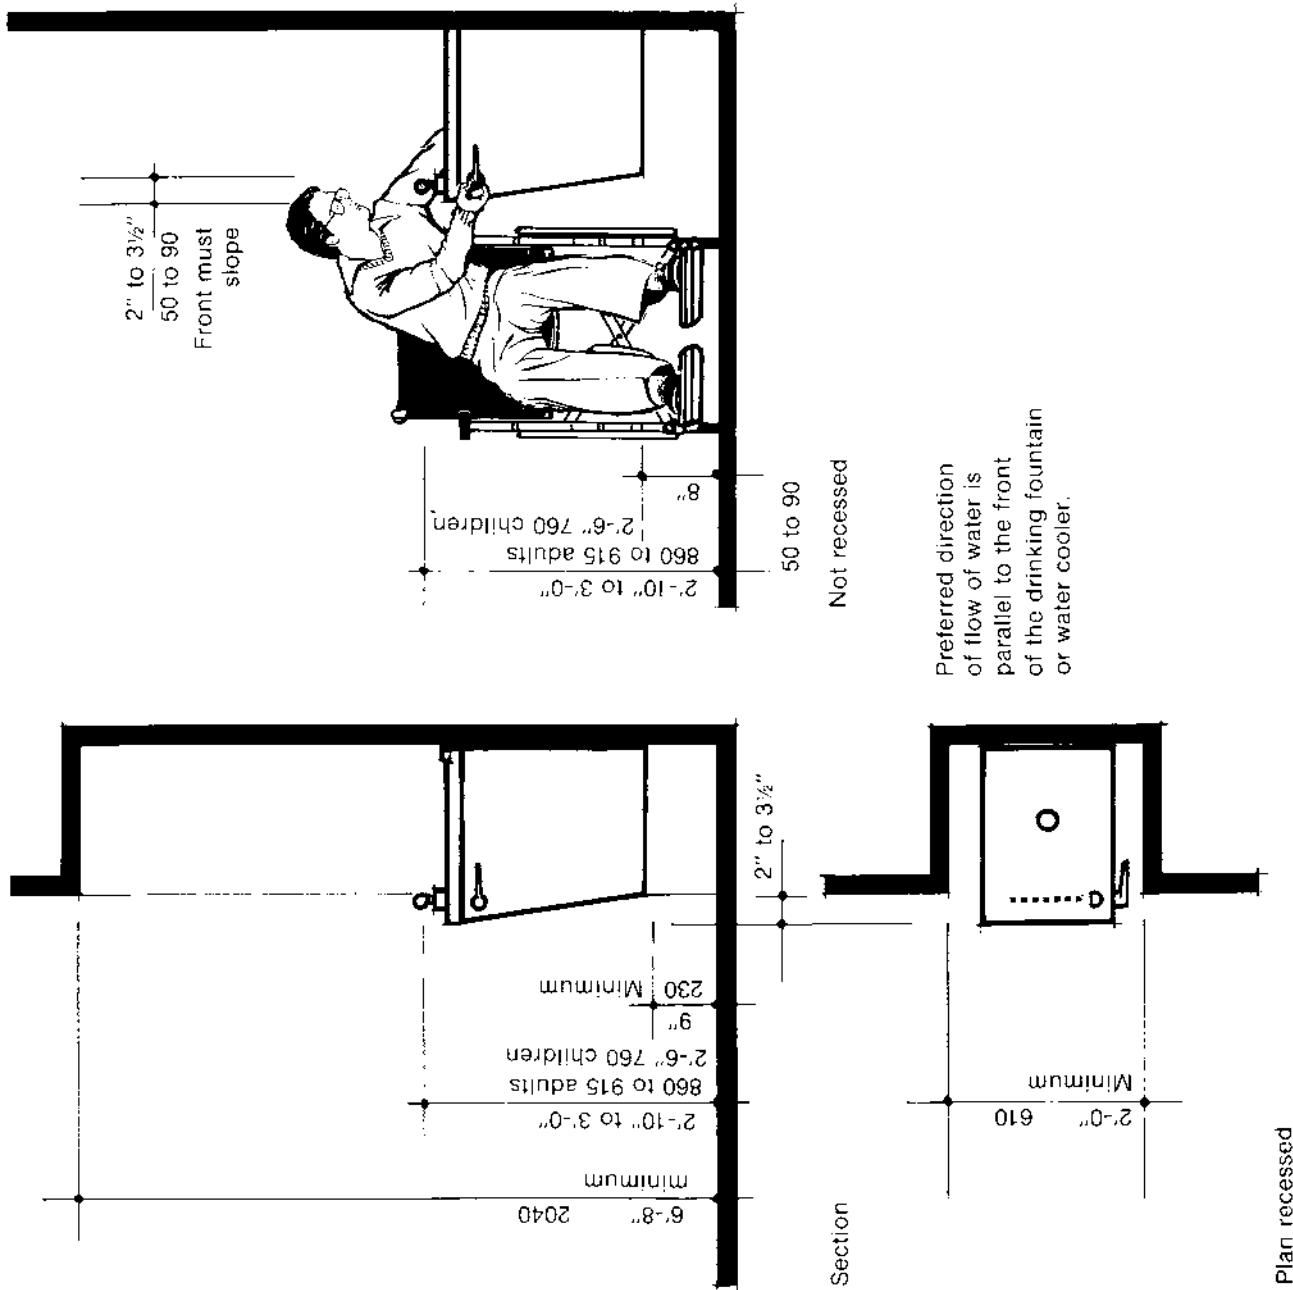 2" to 3½"
50 to 90
Front must
slope
8"
2'-6" 760 children
860 to 915 adults
2'-10" to 3'-0"
50 to 90
Not recessed
Preferred direction
of flow of water is
parallel to the front
of the drinking fountain
or water cooler.
2" to 3½"
230 Minimum
9"
2'-6" 760 children
860 to 915 adults
2'-10" to 3'-0"
minimum
6'-8" 2040
Section
Minimum
2'-0" 610
Plan recessed